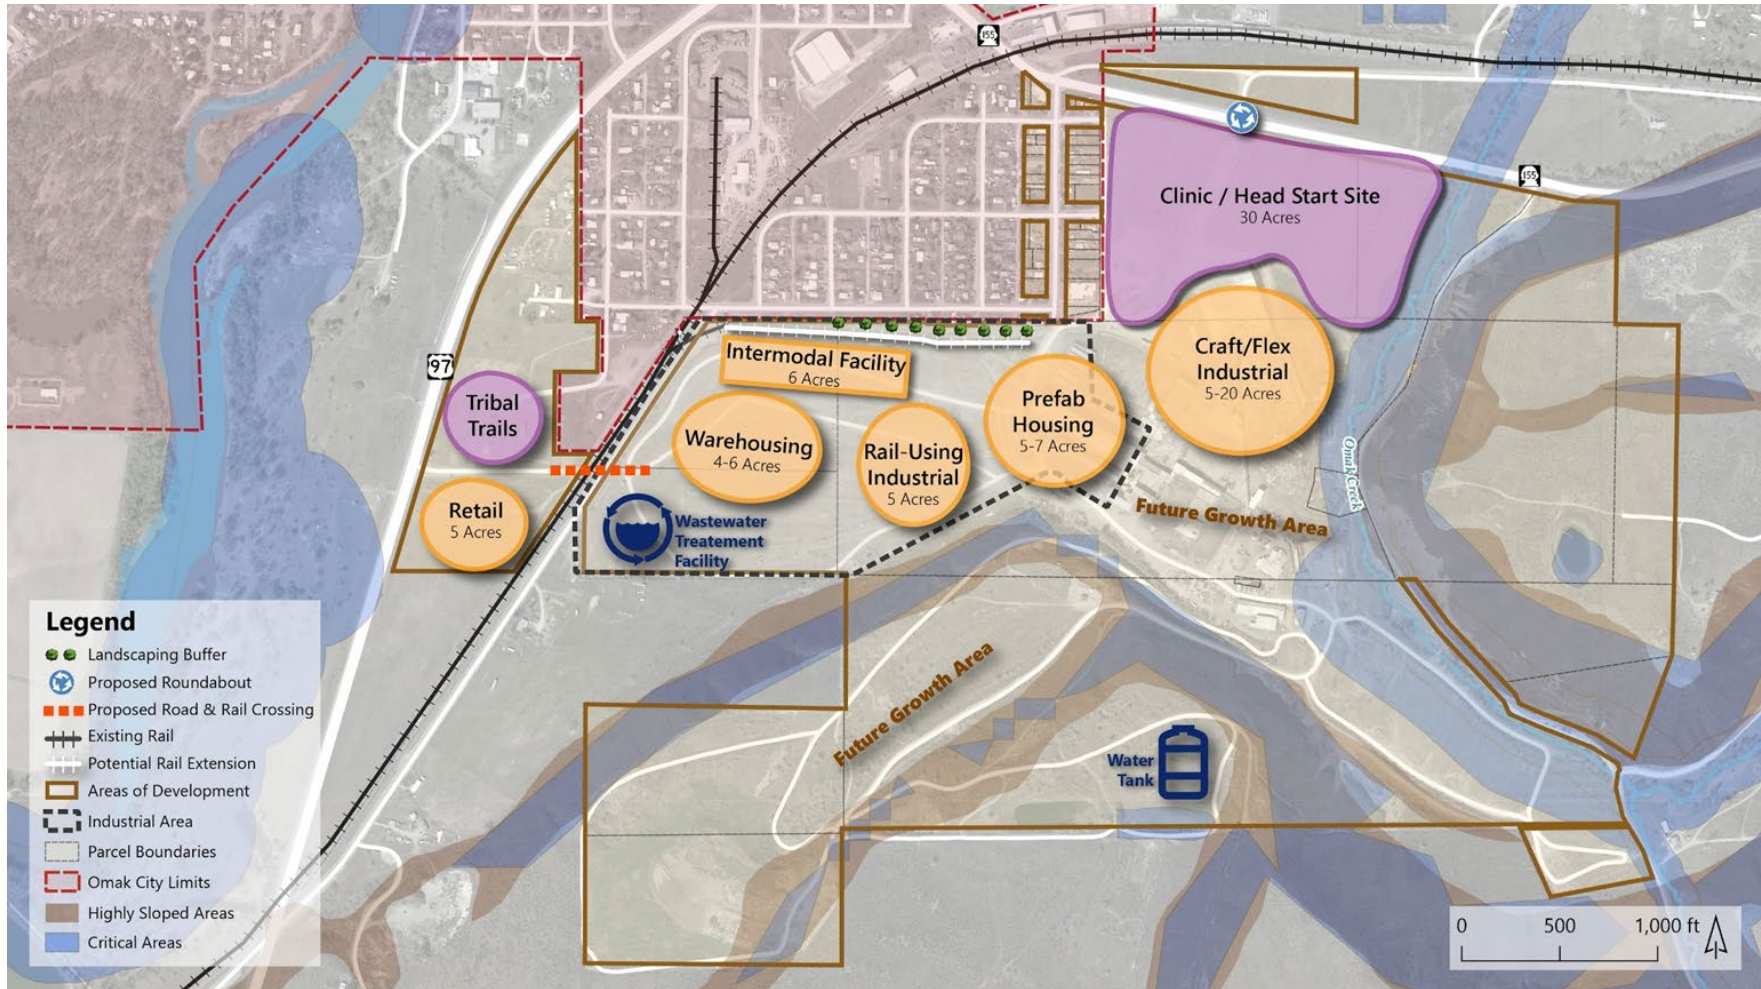 155
Clinic / Head Start Site
30 Acres
155
97
Intermodal Facility
6 Acres
Craft/Flex
Industrial
5-20 Acres
Tribal
Trails
Prefab
Housing
5-7 Acres
Warehousing
4-6 Acres
Rail-Using
Industrial
5 Acres
Omak Creek
Retail
5 Acres
Wastewater
Treatement
Facility
Future Growth Area
Future Growth Area
Water
Tank
Legend
Landscaping Buffer
Proposed Roundabout
Proposed Road & Rail Crossing
Existing Rail
Potential Rail Extension
Areas of Development
Industrial Area
Parcel Boundaries
Omak City Limits
Highly Sloped Areas
Critical Areas
0 500 1,000 ft